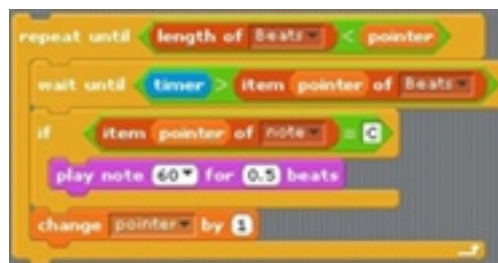 repeat until length of Beats < pointer
wait until timer > item pointer of Beats
if item pointer of note = C
play note 60 for 0.5 beats
change pointer by 1